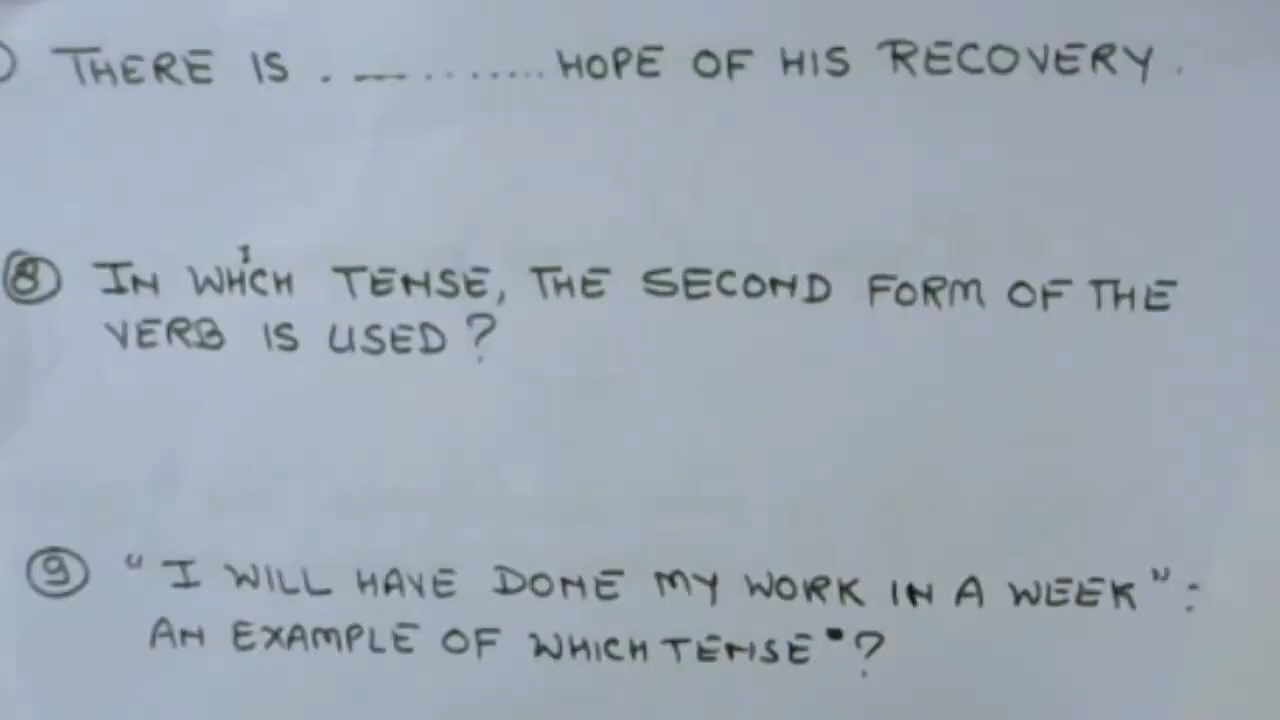 ) THERE IS . —........ HOPE OF HIS RECOVERY.
⑧ IN WHICH TENSE, THE SECOND FORM OF THE
VERB IS USED ?
⑨ "I WILL HAVE DONE MY WORK IN A WEEK":
AN EXAMPLE OF WHICH TENSE"?